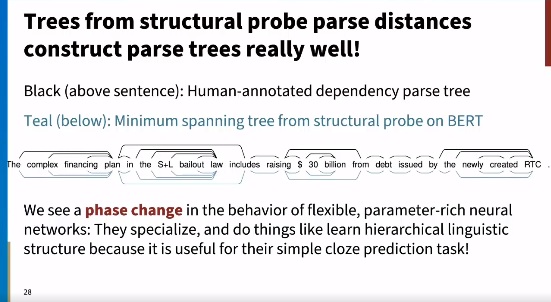 Trees from structural probe parse distances
construct parse trees really well!
Black (above sentence): Human-annotated dependency parse tree
Teal (below): Minimum spanning tree from structural probe on BERT
The complex financing plan in the S+L bailout law includes raising $ 30 billion from debt issued by the newly created RTC .
We see a phase change in the behavior of flexible, parameter-rich neural
networks: They specialize, and do things like learn hierarchical linguistic
structure because it is useful for their simple cloze prediction task!
28